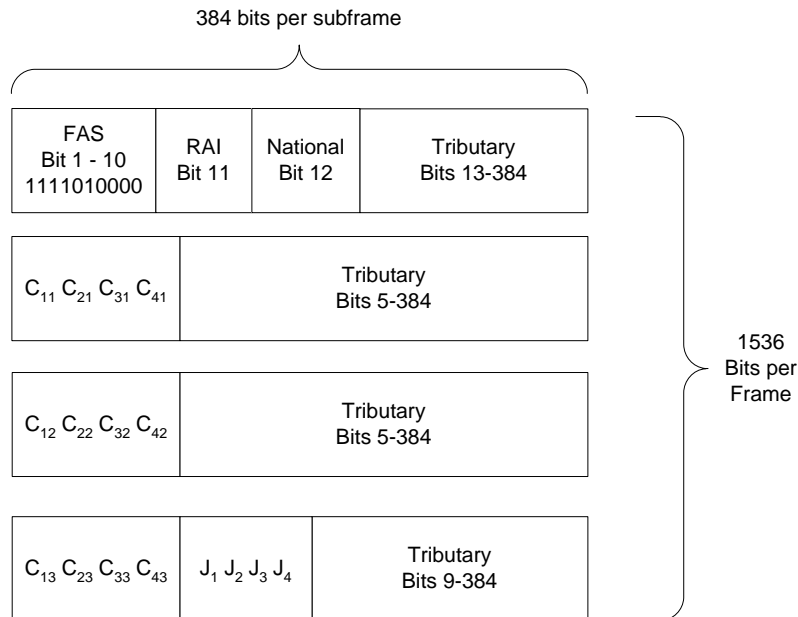 384 bits per subframe
FAS
Bit 1 - 10
1111010000
RAI
Bit 11
National
Bit 12
Tributary
Bits 13-384
C₁₁ C₂₁ C₃₁ C₄₁
Tributary
Bits 5-384
C₁₂ C₂₂ C₃₂ C₄₂
Tributary
Bits 5-384
C₁₃ C₂₃ C₃₃ C₄₃
J₁ J₂ J₃ J₄
Tributary
Bits 9-384
1536
Bits per
Frame